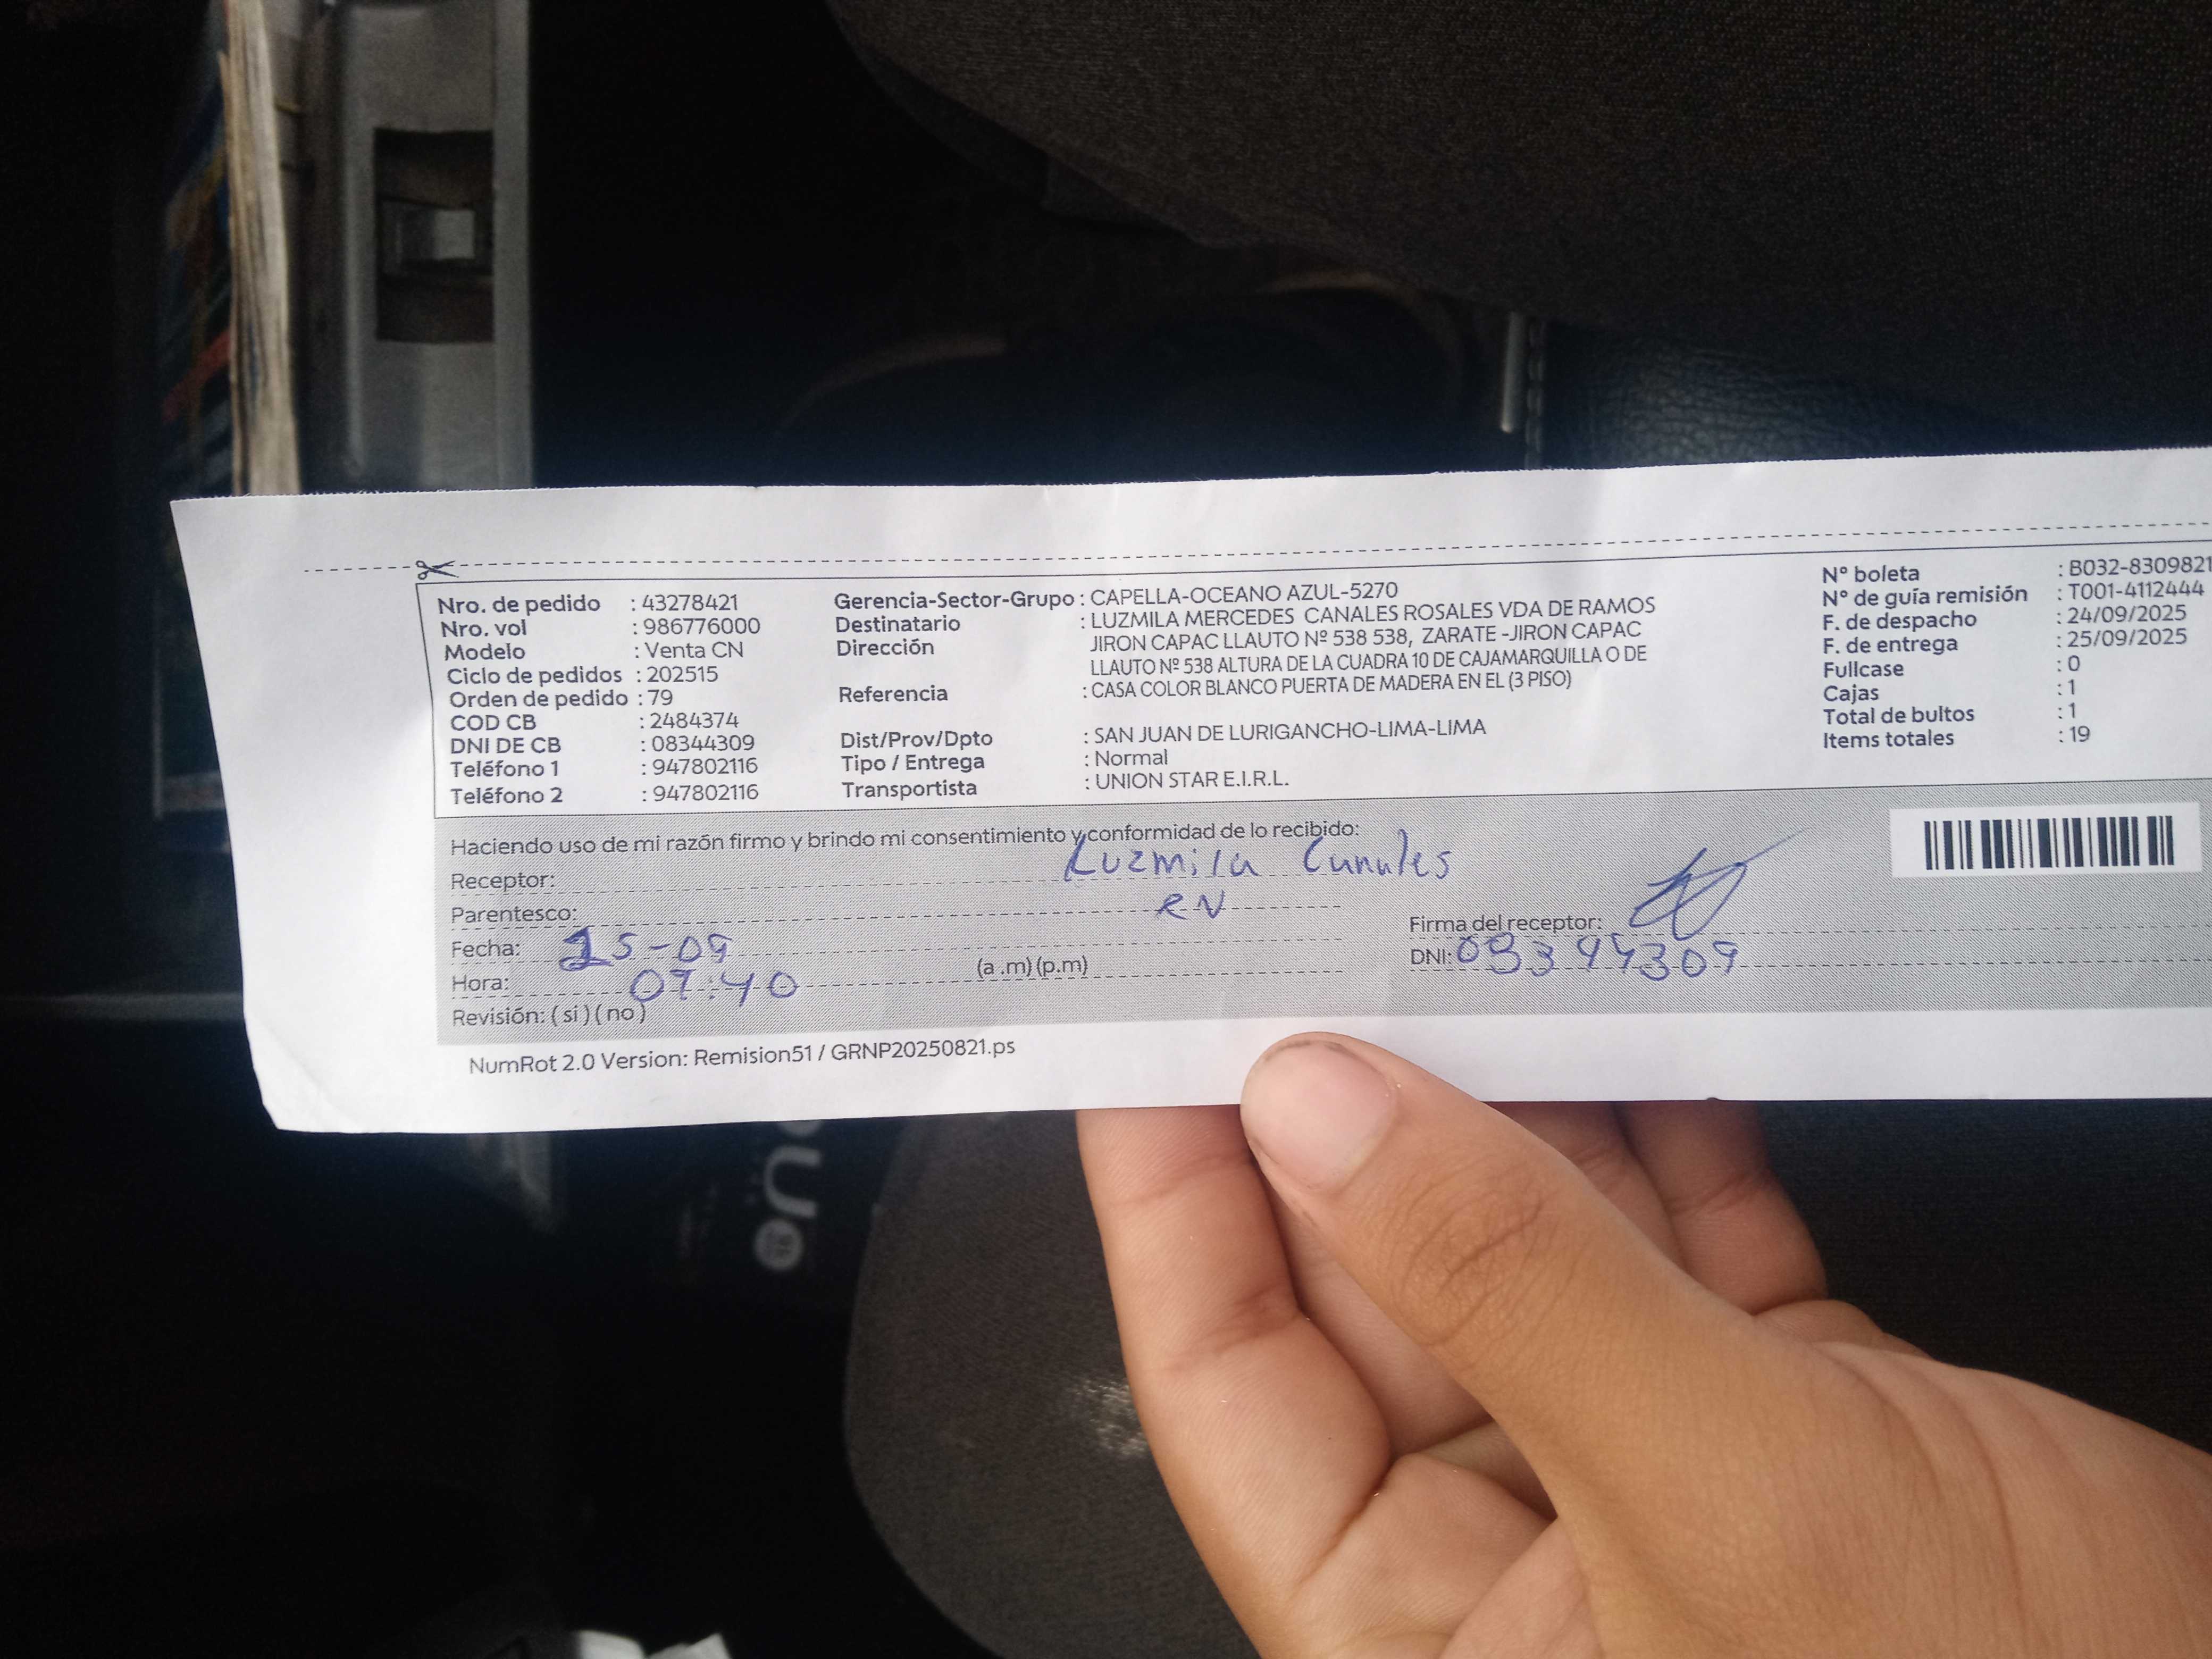 Nro. de pedido : 43278421
Nro. vol : 986776000
Modelo : Venta CN
Ciclo de pedidos : 202515
Orden de pedido : 79
COD CB : 2484374
DNI DE CB : 08344309
Teléfono 1 : 947802116
Teléfono 2 : 947802116
Gerencia-Sector-Grupo : CAPELLA-OCEANO AZUL-5270
Destinatario : LUZMILA MERCEDES CANALES ROSALES VDA DE RAMOS
Dirección JIRON CAPAC LLAUTO Nº 538 538, ZARATE -JIRON CAPAC
LLAUTO Nº 538 ALTURA DE LA CUADRA 10 DE CAJAMARQUILLA O DE
Referencia : CASA COLOR BLANCO PUERTA DE MADERA EN EL (3 PISO)
Dist/Prov/Dpto : SAN JUAN DE LURIGANCHO-LIMA-LIMA
Tipo / Entrega : Normal
Transportista : UNION STAR E.I.R.L.
Nº boleta : B032-8309821
Nº de guía remisión : T001-4112444
F. de despacho : 24/09/2025
F. de entrega : 25/09/2025
Fullcase : 0
Cajas : 1
Total de bultos : 1
Items totales : 19
Haciendo uso de mi razón firmo y brindo mi consentimiento y conformidad de lo recibido:
Receptor: Luzmila Canales
Parentesco: RN
Fecha: 25-09
Hora: 07:40 (a .m) (p.m)
Revisión: ( si ) ( no )
Firma del receptor:
DNI: 08344309
NumRot 2.0 Version: Remision51 / GRNP20250821.ps